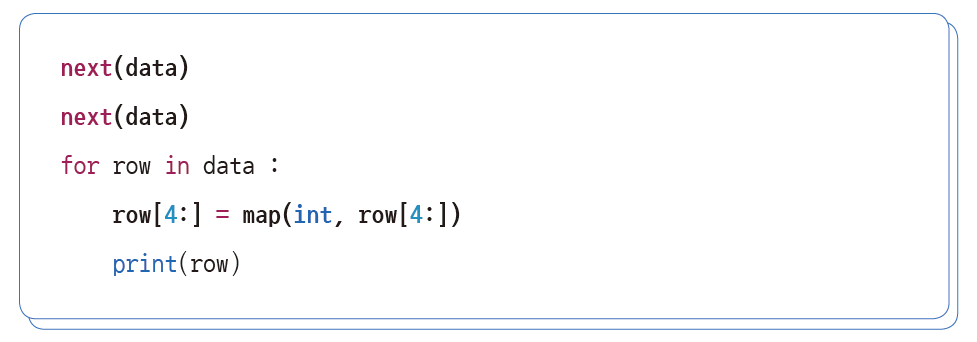 next(data)
next(data)
for row in data :
    row[4:] = map(int, row[4:])
    print(row)